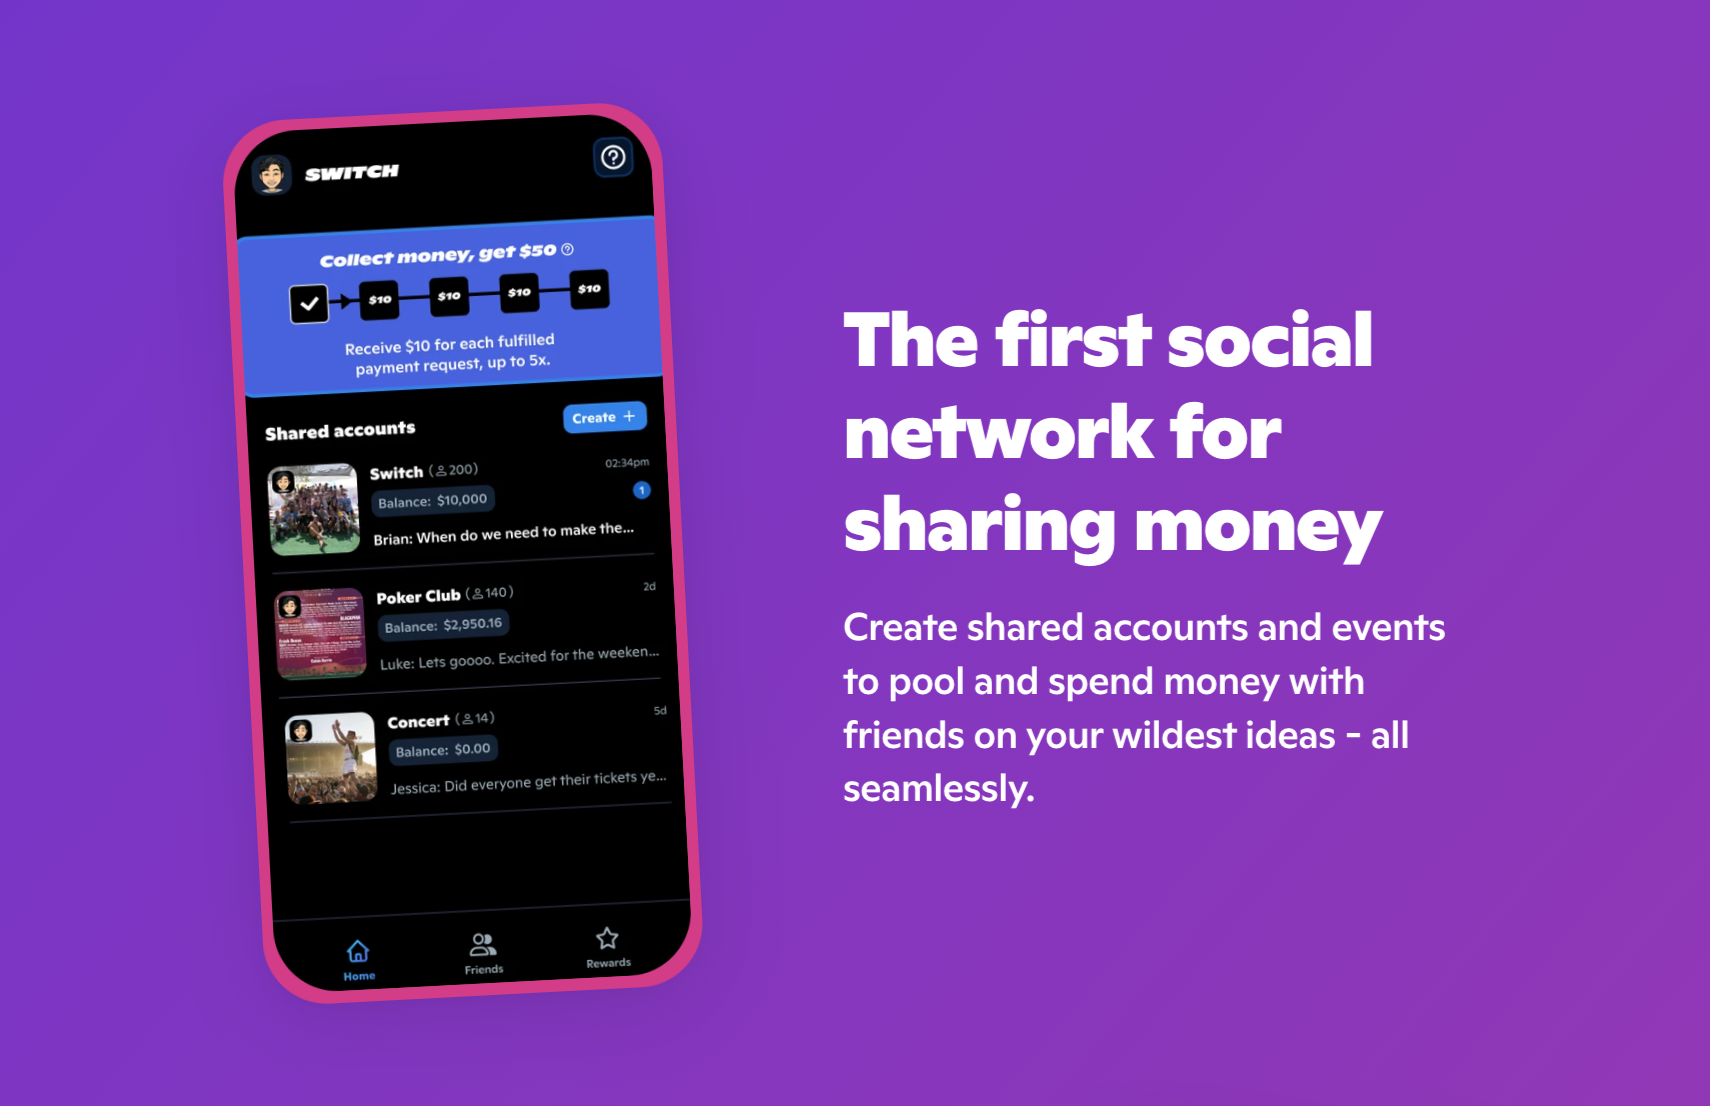 SWITCH
Collect money, get $50
$10 $10 $10 $10
Receive $10 for each fulfilled
payment request, up to 5x.
Shared accounts
Create +
Switch (200)
02:34pm
Balance: $10,000
1
Brian: When do we need to make the...
Poker Club (140)
2d
Balance: $2,950.16
Luke: Lets goooo. Excited for the weeken...
Concert (14)
5d
Balance: $0.00
Jessica: Did everyone get their tickets ye...
Home
Friends
Rewards
The first social
network for
sharing money
Create shared accounts and events
to pool and spend money with
friends on your wildest ideas - all
seamlessly.